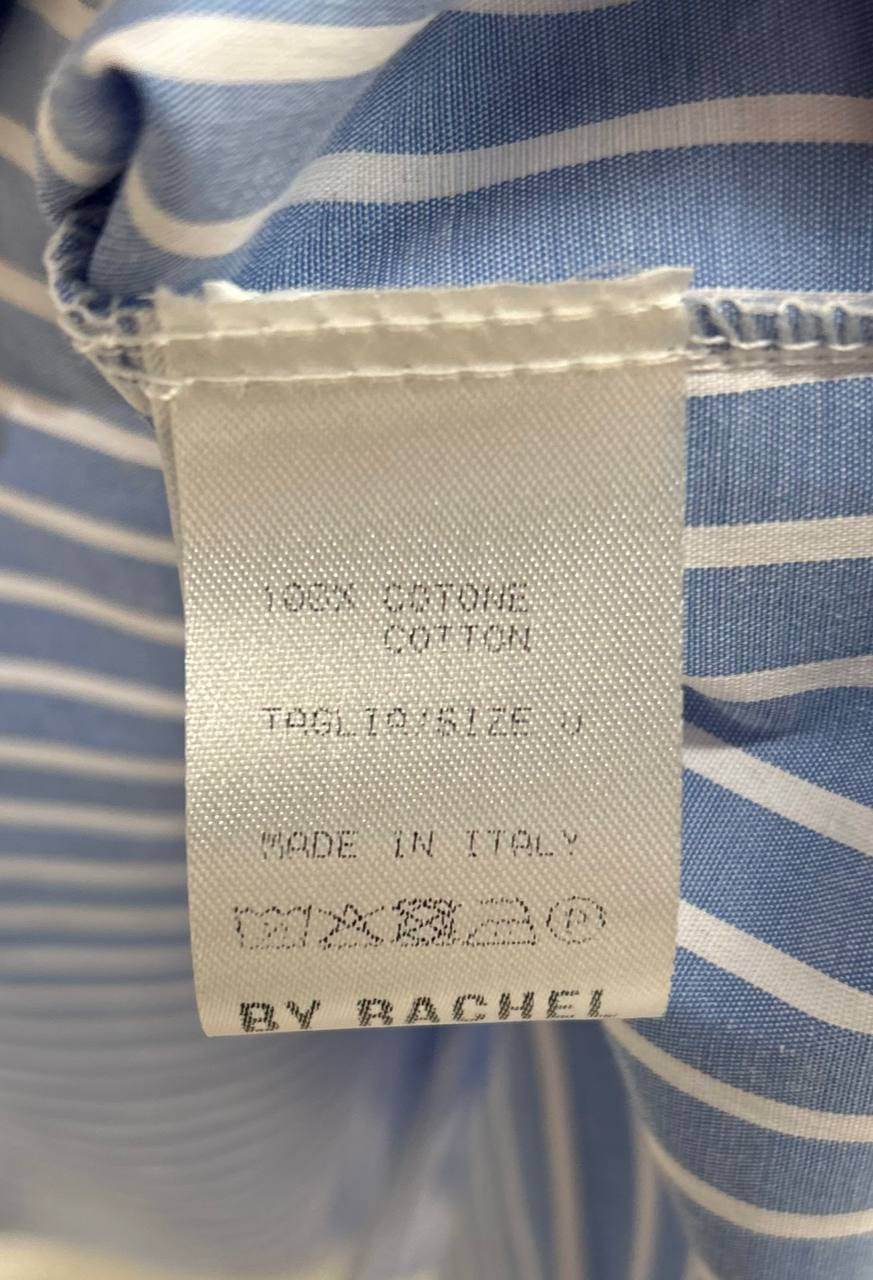 100% COTONE
COTTON
TAGLIA/SIZE U
MADE IN ITALY
P
BY RACHEL